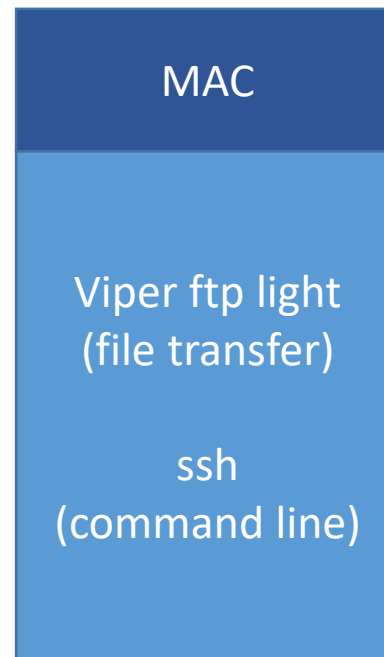 MAC
Viper ftp light
(file transfer)
ssh
(command line)